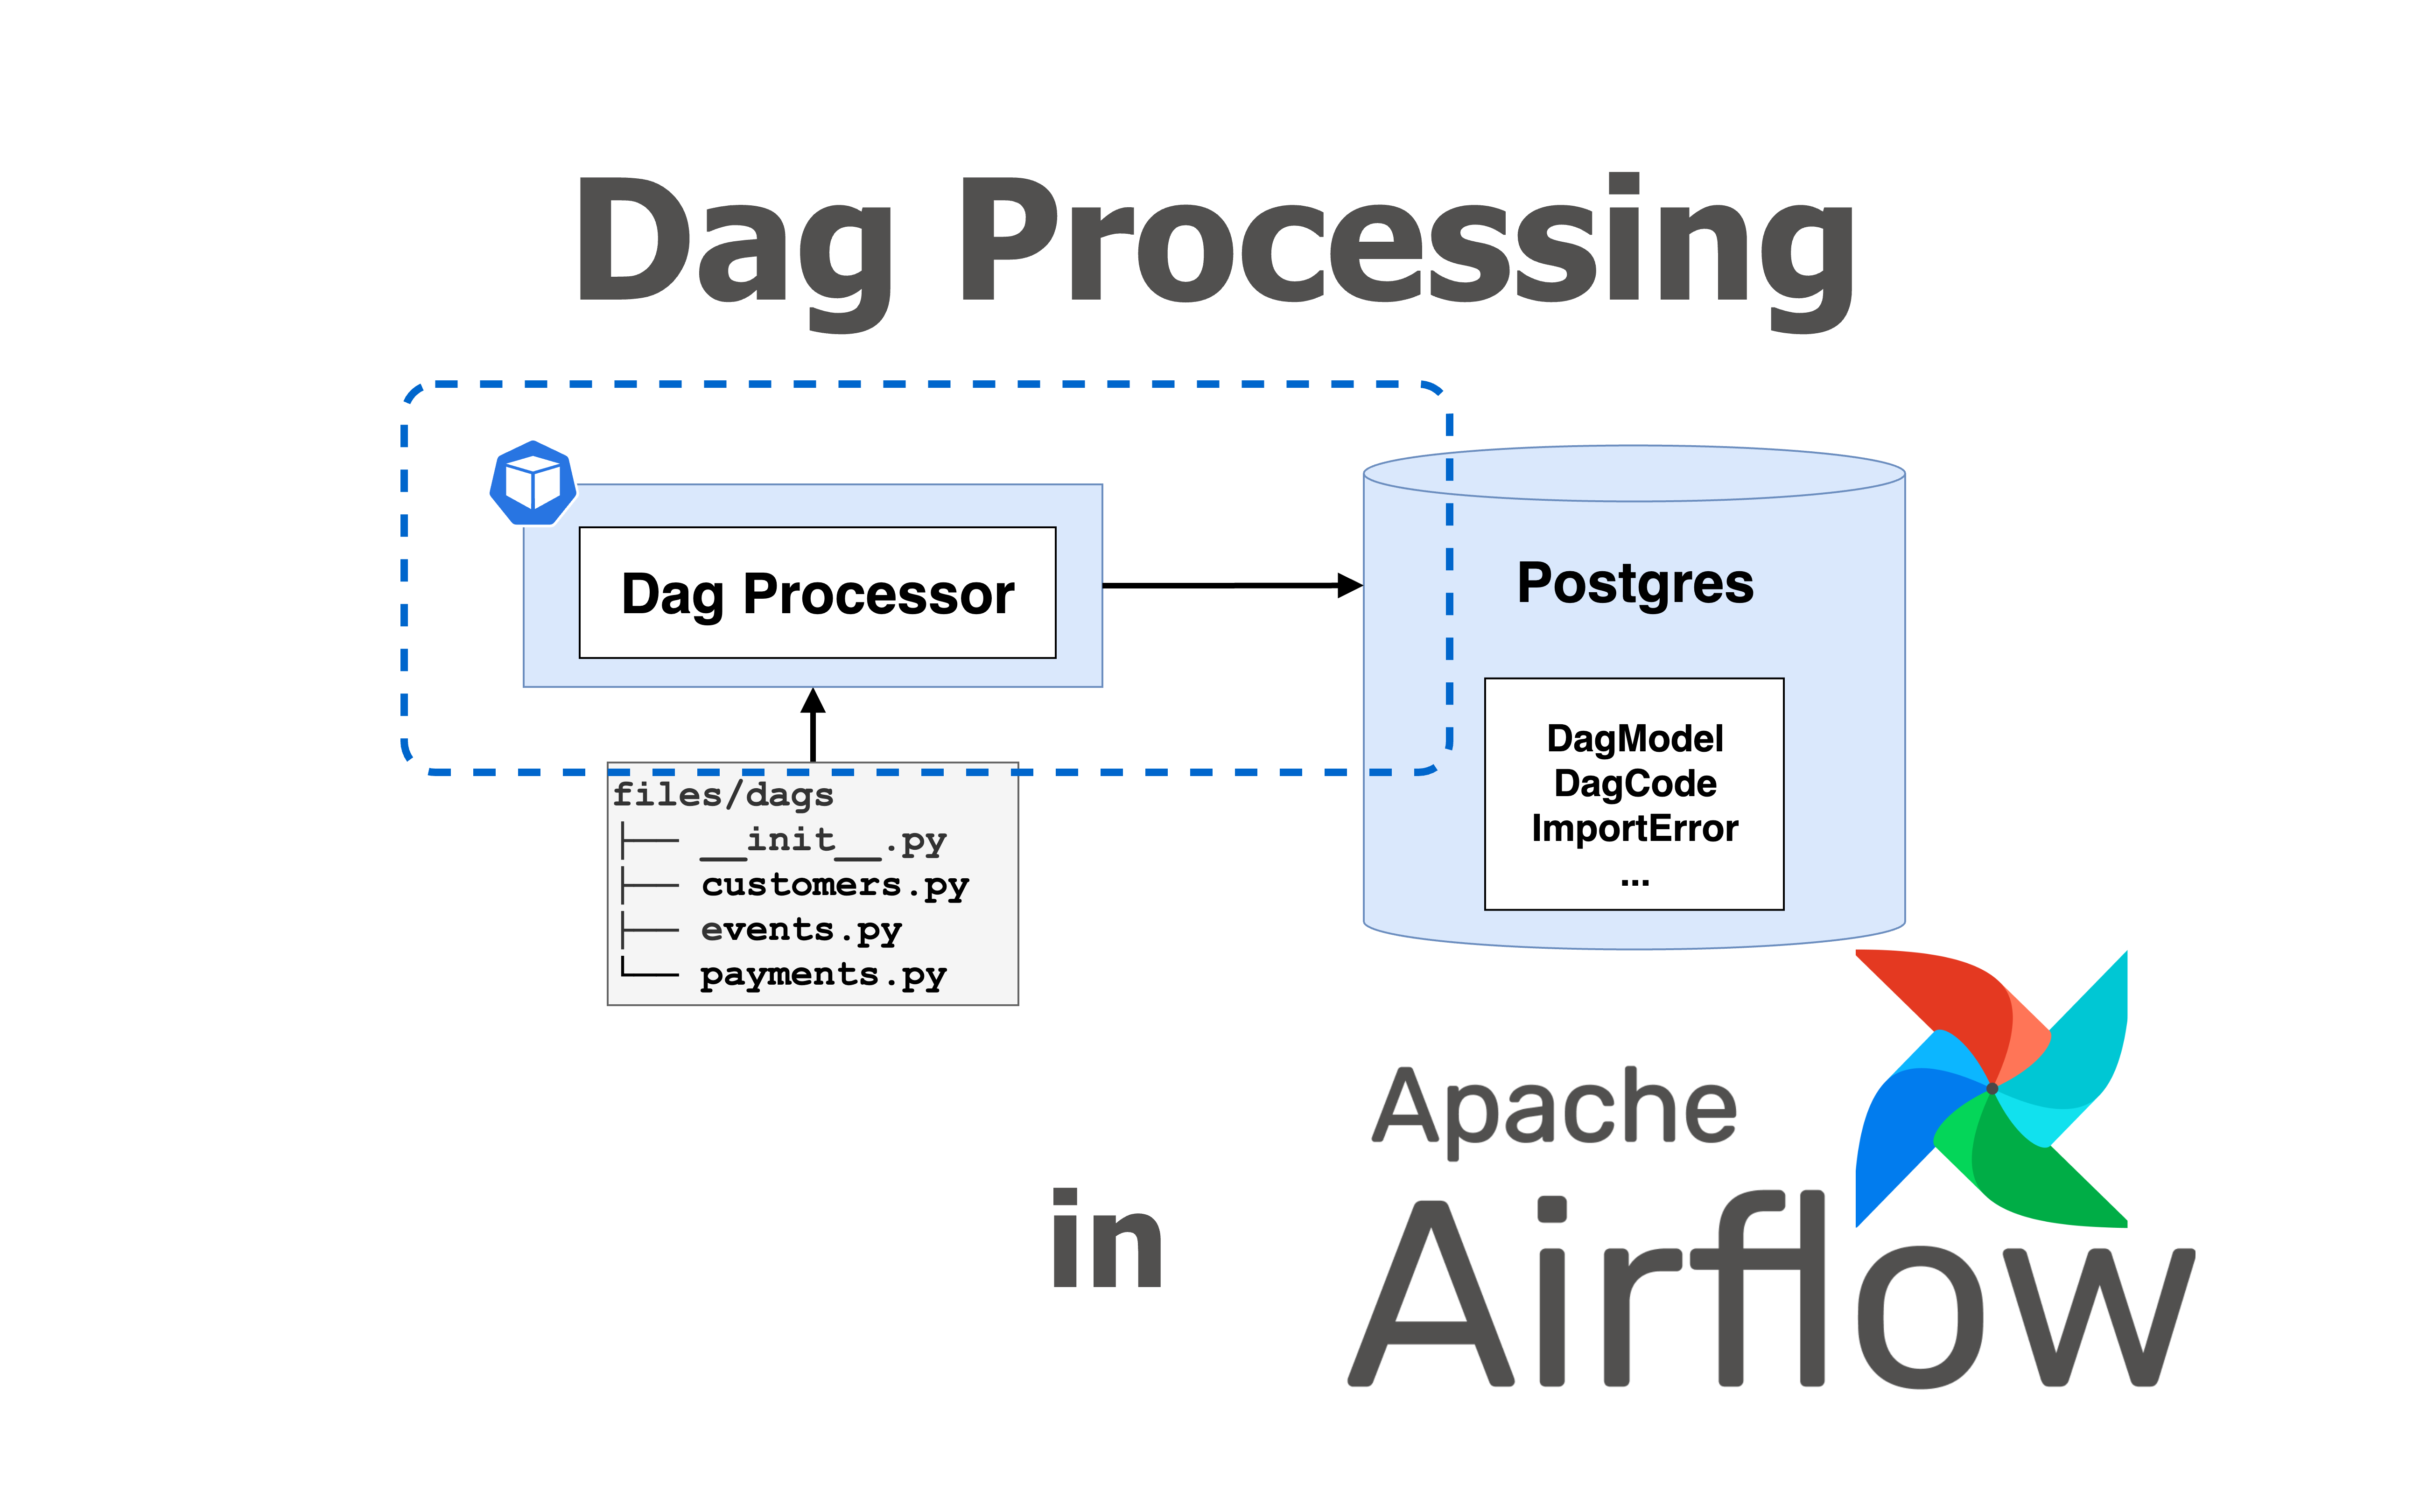 Dag Processing
Dag Processor
Postgres
DagModel
DagCode
ImportError
...
files/dags
├── __init__.py
├── customers.py
├── events.py
└── payments.py
in
Apache
Airflow